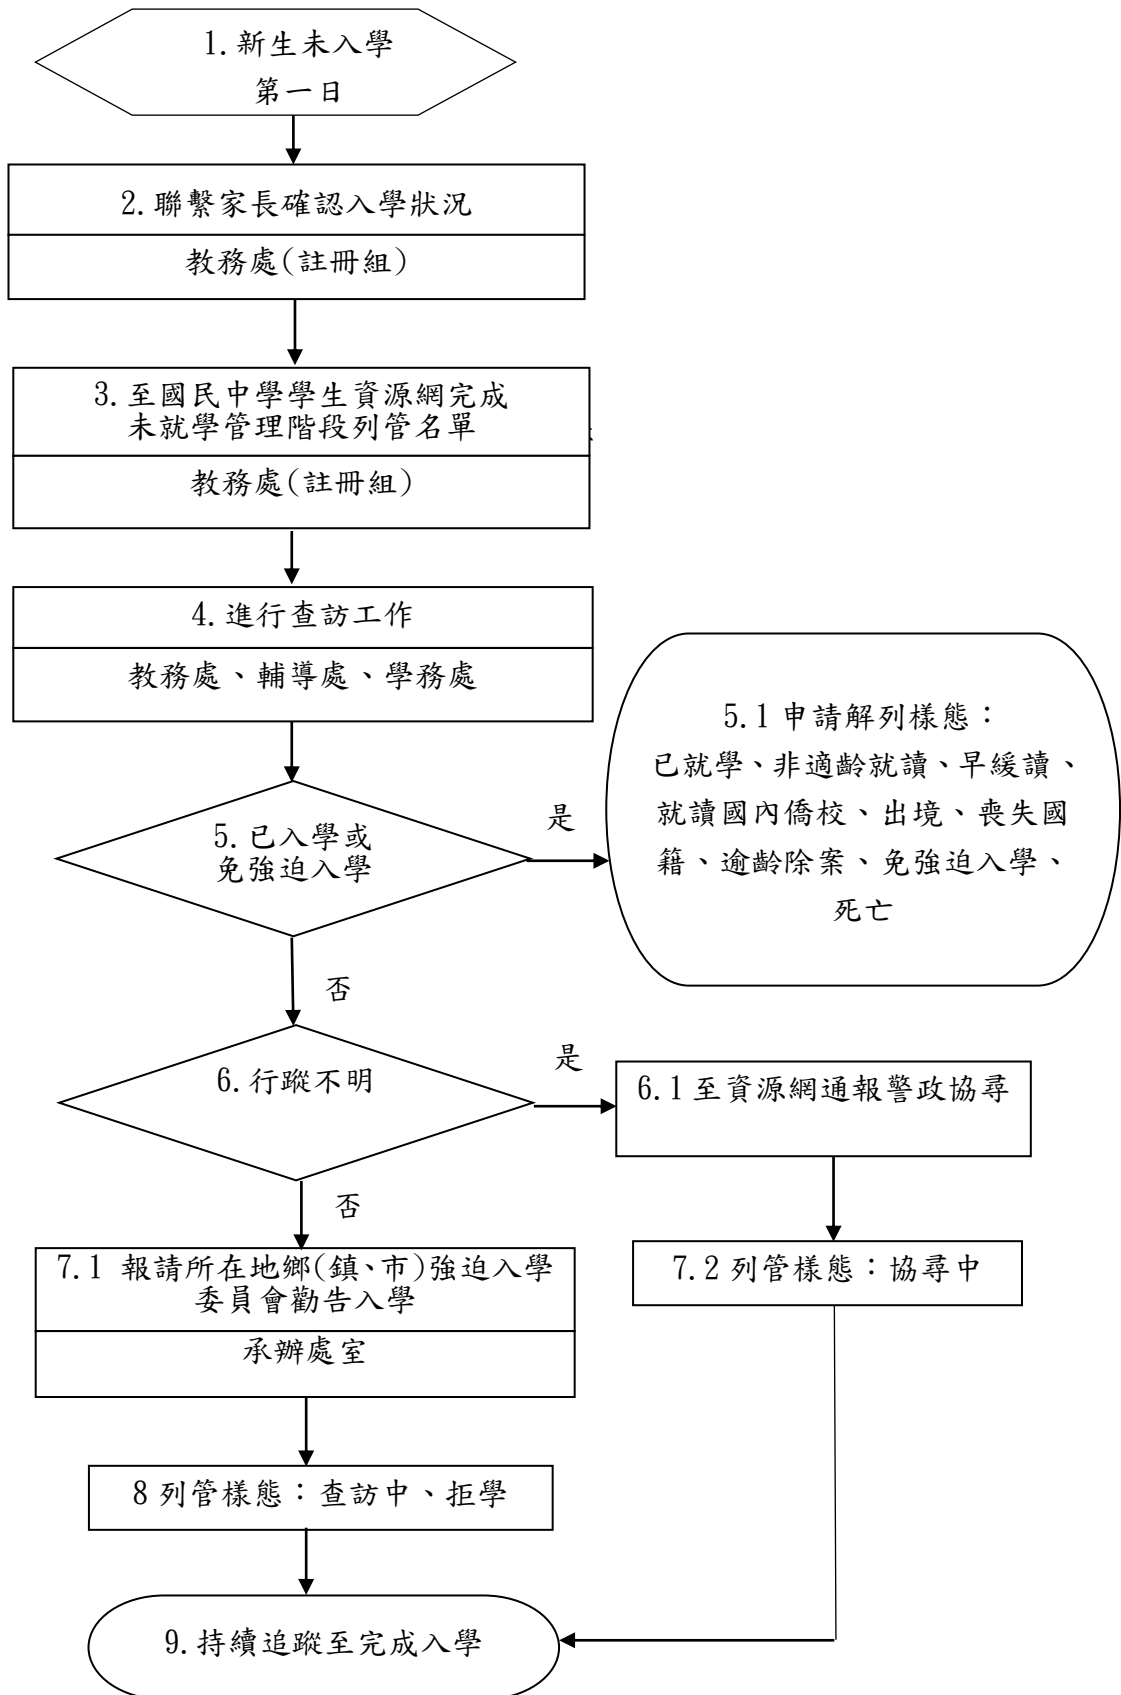 1.新生未入學
第一日
2.聯繫家長確認入學狀況
教務處(註冊組)
3.至國民中學學生資源網完成
未就學管理階段列管名單
教務處(註冊組)
4.進行查訪工作
教務處、輔導處、學務處
5.已入學或
免強迫入學
是
5.1申請解列樣態：
已就學、非適齡就讀、早緩讀、
就讀國內僑校、出境、喪失國
籍、逾齡除案、免強迫入學、
死亡
否
6.行蹤不明
是
6.1至資源網通報警政協尋
否
7.1 報請所在地鄉(鎮、市)強迫入學
委員會勸告入學
承辦處室
7.2列管樣態：協尋中
8列管樣態：查訪中、拒學
9.持續追蹤至完成入學